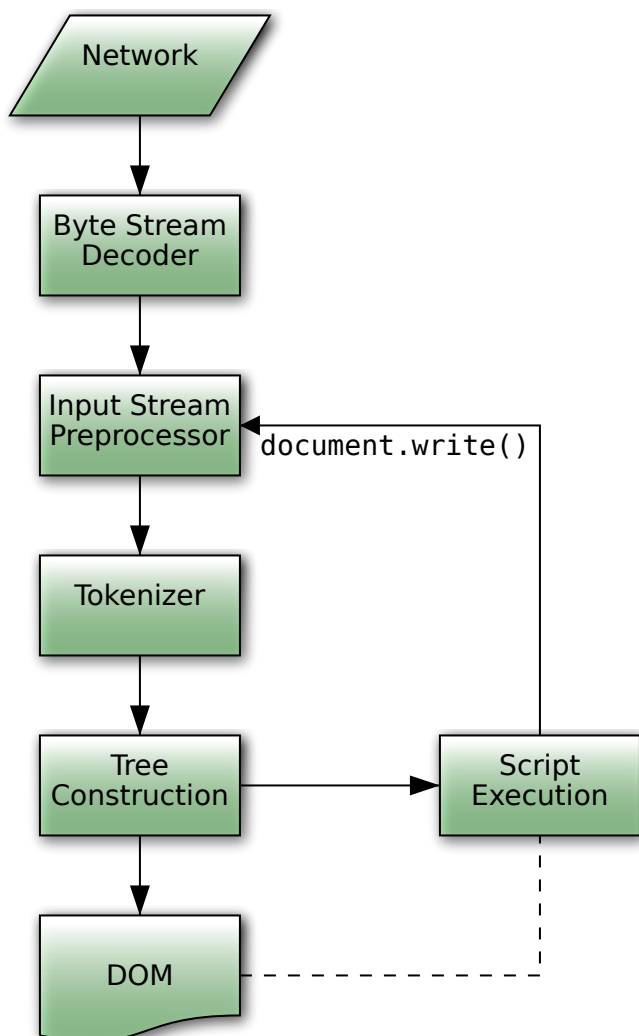 Network
Byte Stream
Decoder
Input Stream
Preprocessor
document.write()
Tokenizer
Tree
Construction
Script
Execution
DOM